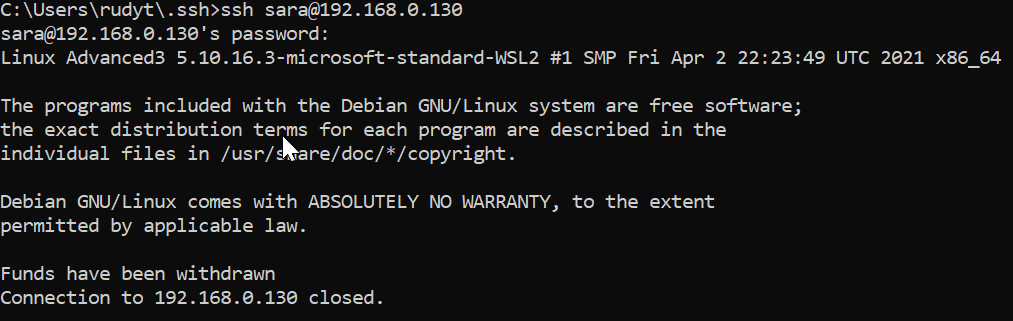 C:\Users\rudyt\.ssh>ssh sara@192.168.0.130
sara@192.168.0.130's password:
Linux Advanced3 5.10.16.3-microsoft-standard-WSL2 #1 SMP Fri Apr 2 22:23:49 UTC 2021 x86_64
The programs included with the Debian GNU/Linux system are free software;
the exact distribution terms for each program are described in the
individual files in /usr/share/doc/*/copyright.
Debian GNU/Linux comes with ABSOLUTELY NO WARRANTY, to the extent
permitted by applicable law.
Funds have been withdrawn
Connection to 192.168.0.130 closed.